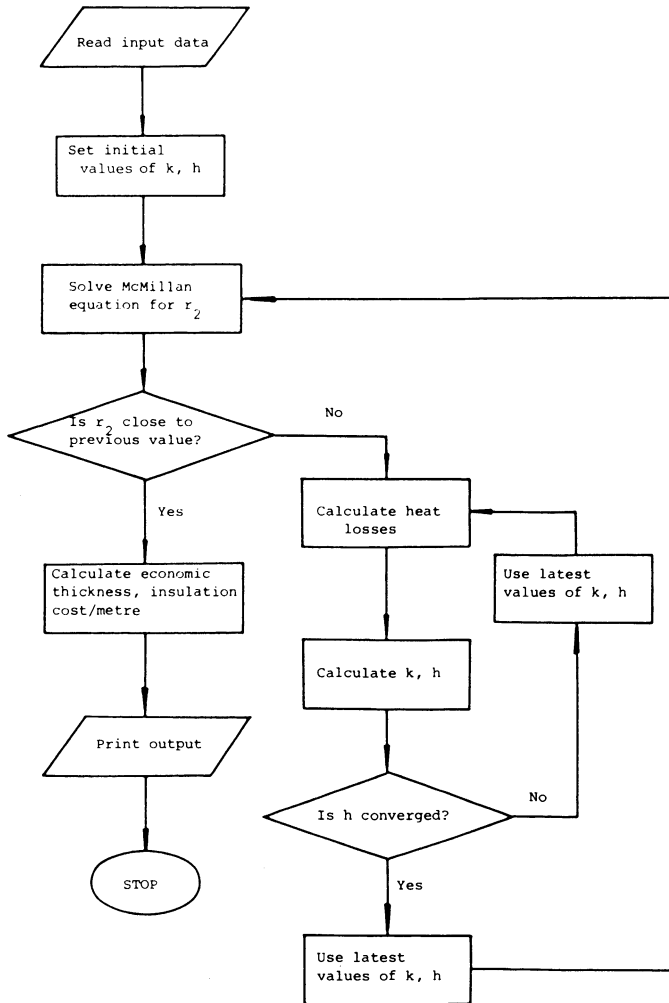 Read input data
Set initial
values of k, h
Solve McMillan
equation for r2
Is r2 close to
previous value?
No
Yes
Calculate economic
thickness, insulation
cost/metre
Print output
STOP
Calculate heat
losses
Use latest
values of k, h
Calculate k, h
No
Is h converged?
Yes
Use latest
values of k, h